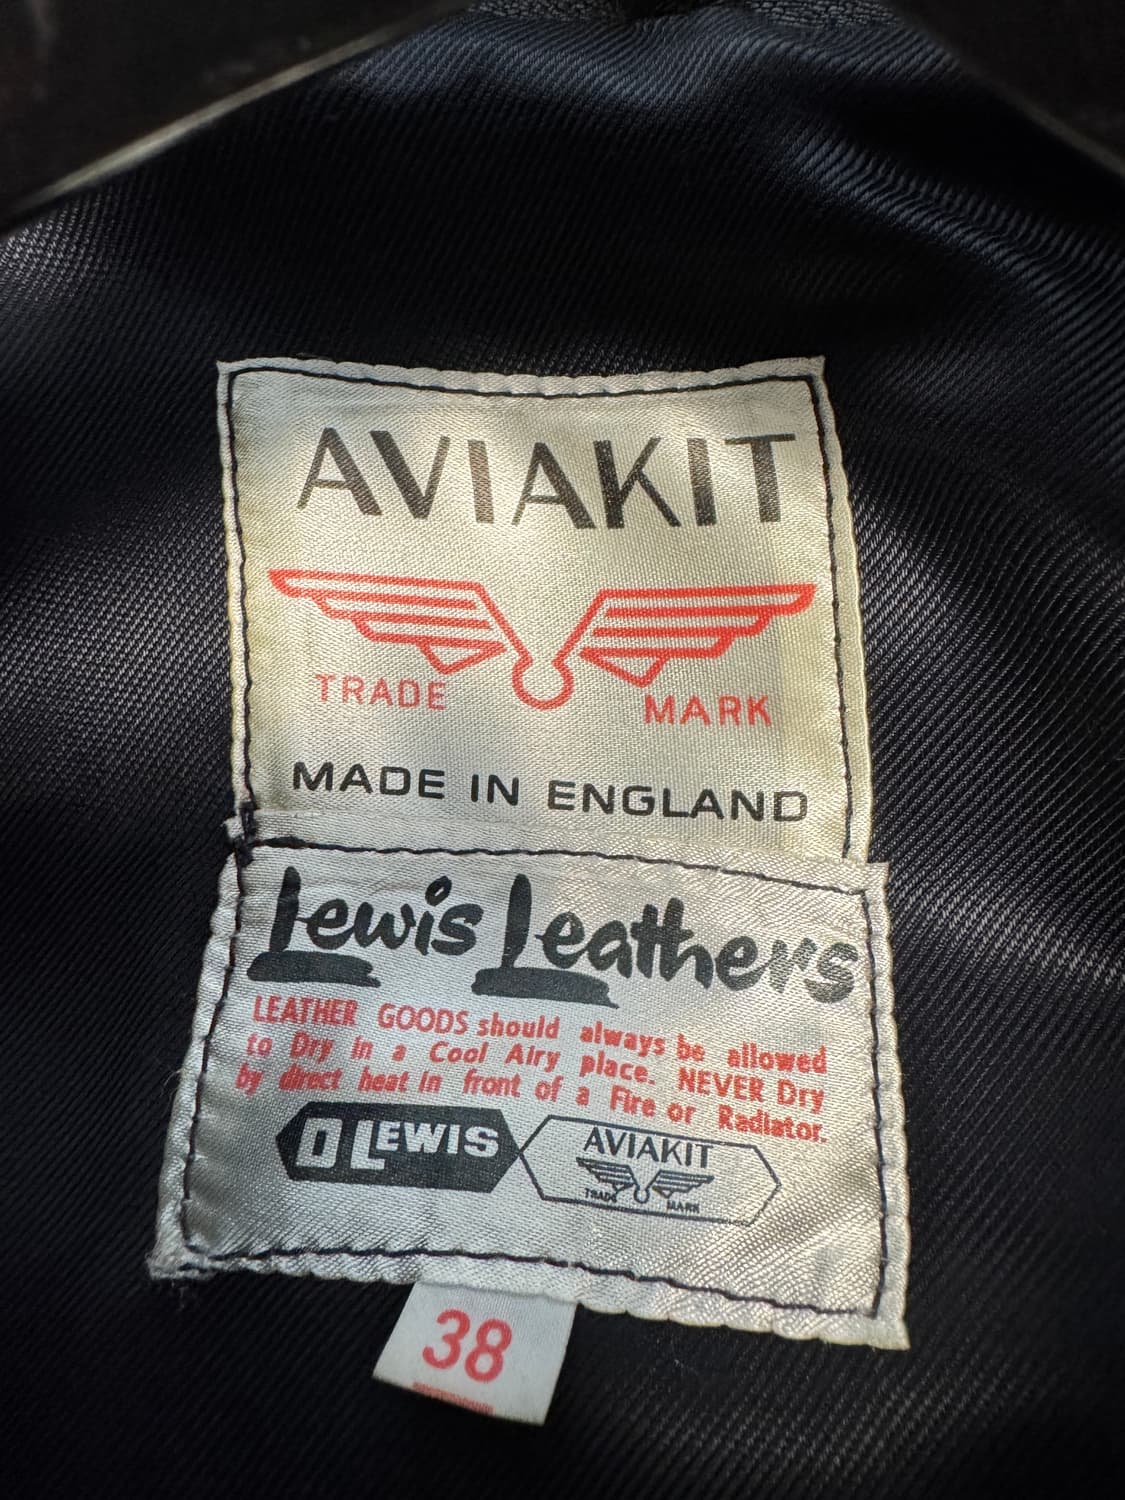 AVIAKIT
TRADE MARK
MADE IN ENGLAND
Lewis Leathers
LEATHER GOODS should always be allowed
to Dry in a Cool Airy place. NEVER Dry
by direct heat in front of a Fire or Radiator.
D LEWIS
AVIAKIT
TRADE MARK
38